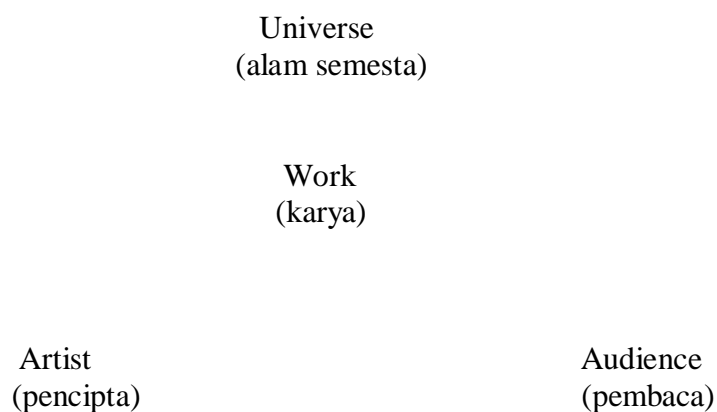 Universe
(alam semesta)
Work
(karya)
Artist
(pencipta)
Audience
(pembaca)